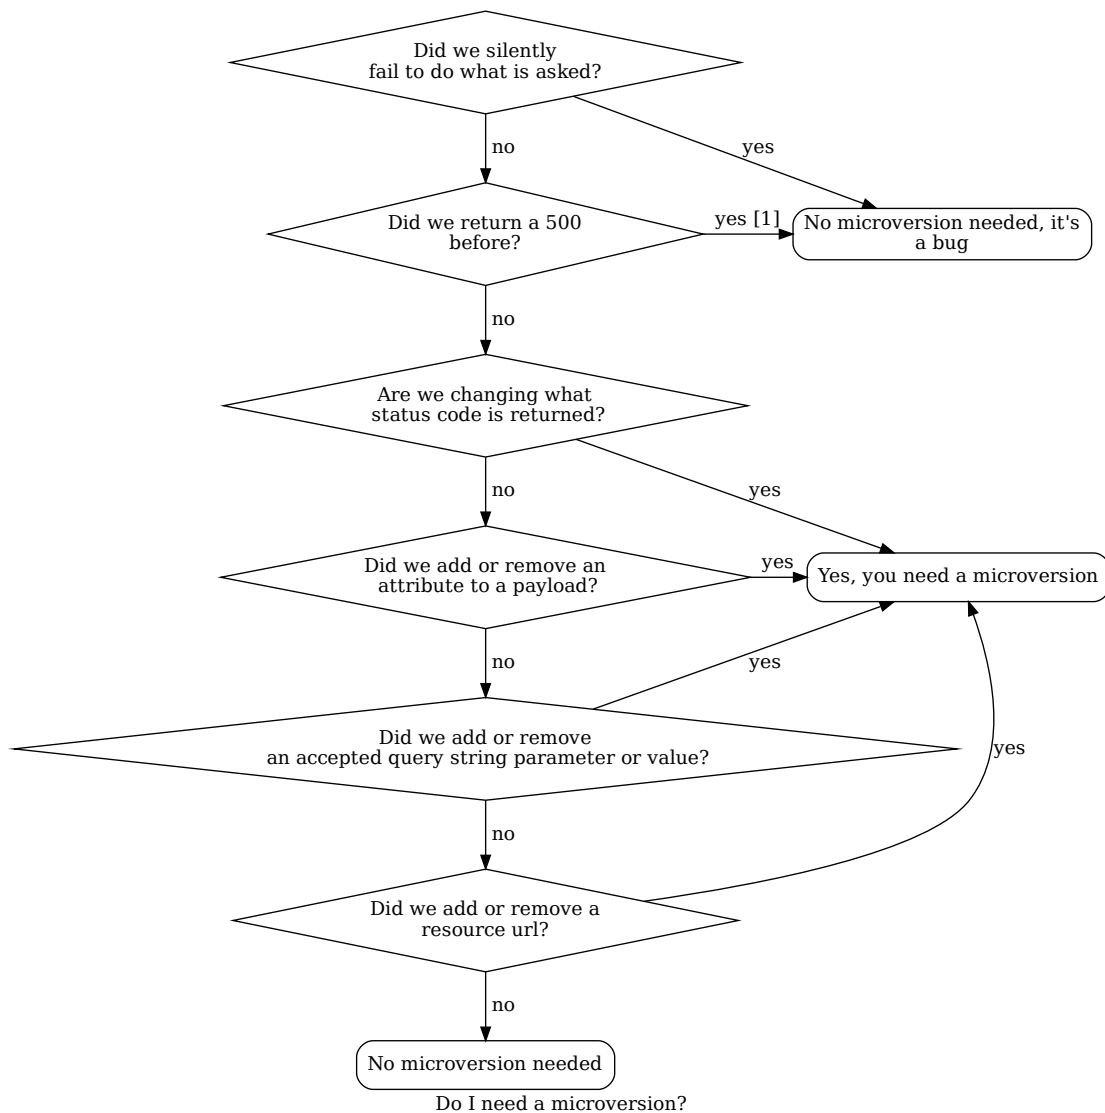 Did we silently
fail to do what is asked?
no
yes
Did we return a 500
before?
yes [1]
No microversion needed, it's
a bug
no
Are we changing what
status code is returned?
no
yes
Did we add or remove an
attribute to a payload?
yes
Yes, you need a microversion
no
yes
Did we add or remove
an accepted query string parameter or value?
yes
no
Did we add or remove a
resource url?
no
No microversion needed
Do I need a microversion?